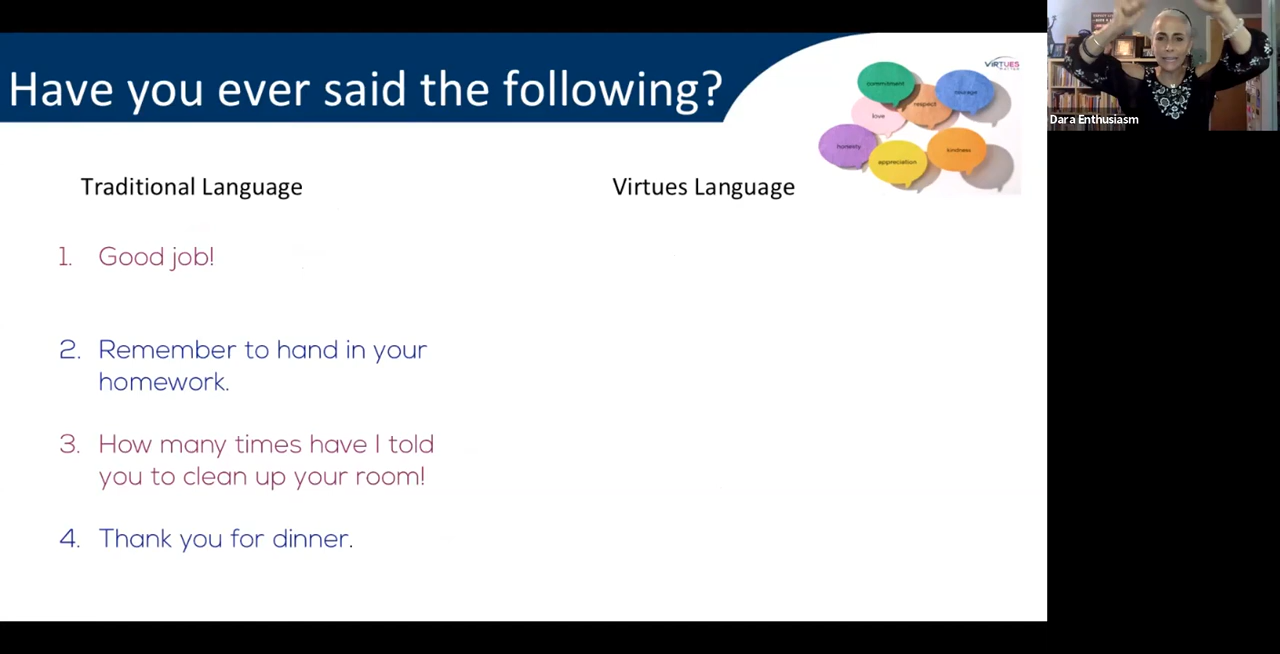 Have you ever said the following?
VIRTUES
commitment
courage
respect
love
honesty
kindness
appreciation
Dara Enthusiasm
Traditional Language
Virtues Language
1. Good job!
2. Remember to hand in your
homework.
3. How many times have I told
you to clean up your room!
4. Thank you for dinner.